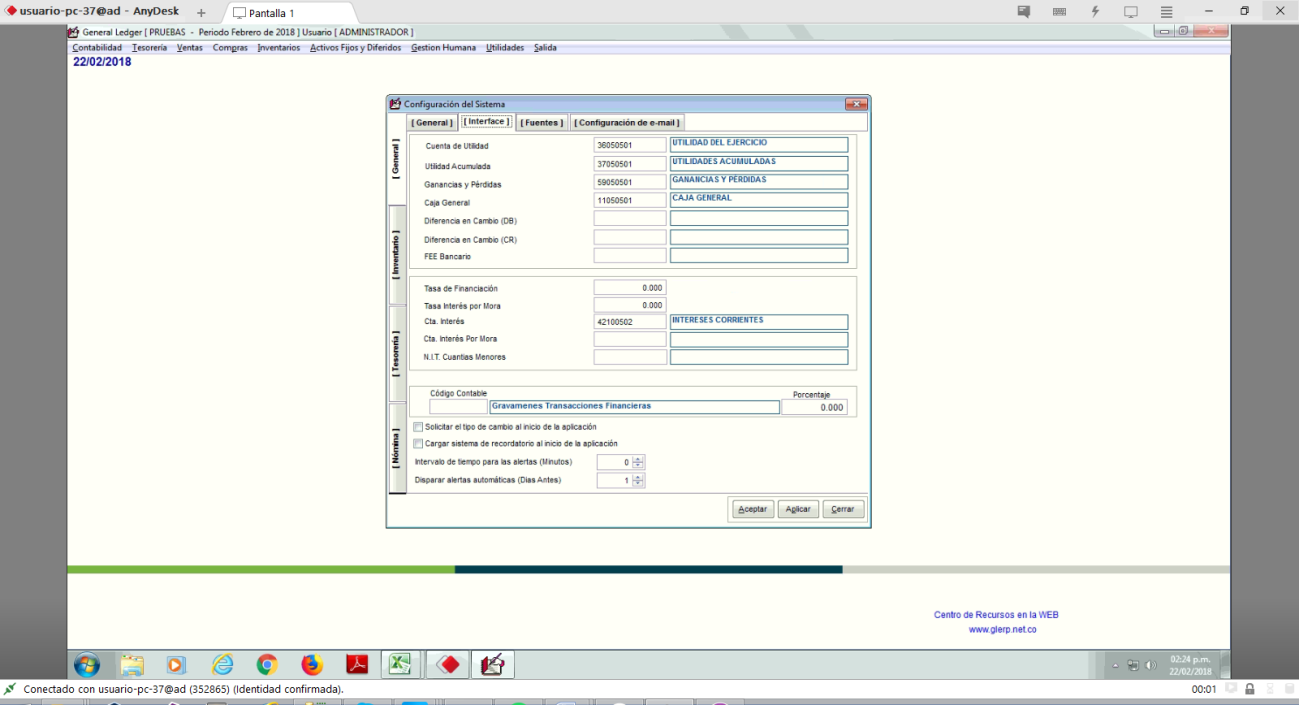 usuario-pc-37@ad - AnyDesk + Pantalla 1
General Ledger [ PRUEBAS - Periodo Febrero de 2018 ] Usuario [ ADMINISTRADOR ]
Contabilidad Tesorería Ventas Compras Inventarios Activos Fijos y Diferidos Gestion Humana Utilidades Salida
22/02/2018
Configuración del Sistema
[ General ] [ Interface ] [ Fuentes ] [ Configuración de e-mail ]
[ General ]
[ Inventario ]
[ Tesorería ]
[ Nómina ]
Cuenta de Utilidad 36050501 UTILIDAD DEL EJERCICIO
Utilidad Acumulada 37050501 UTILIDADES ACUMULADAS
Ganancias y Pérdidas 59050501 GANANCIAS Y PÉRDIDAS
Caja General 11050501 CAJA GENERAL
Diferencia en Cambio (DB)
Diferencia en Cambio (CR)
FEE Bancario
Tasa de Financiación 0.000
Tasa Interés por Mora 0.000
Cta. Interés 42100502 INTERESES CORRIENTES
Cta. Interés Por Mora
N.I.T. Cuantias Menores
Código Contable Porcentaje
Gravamenes Transacciones Financieras 0.000
Solicitar el tipo de cambio al inicio de la aplicación
Cargar sistema de recordatorio al inicio de la aplicación
Intervalo de tiempo para las alertas (Minutos) 0
Disparar alertas automáticas (Dias Antes) 1
Aceptar Aplicar Cerrar
Centro de Recursos en la WEB
www.glerp.net.co
02:24 p.m.
22/02/2018
Conectado con usuario-pc-37@ad (352865) (Identidad confirmada). 00:01